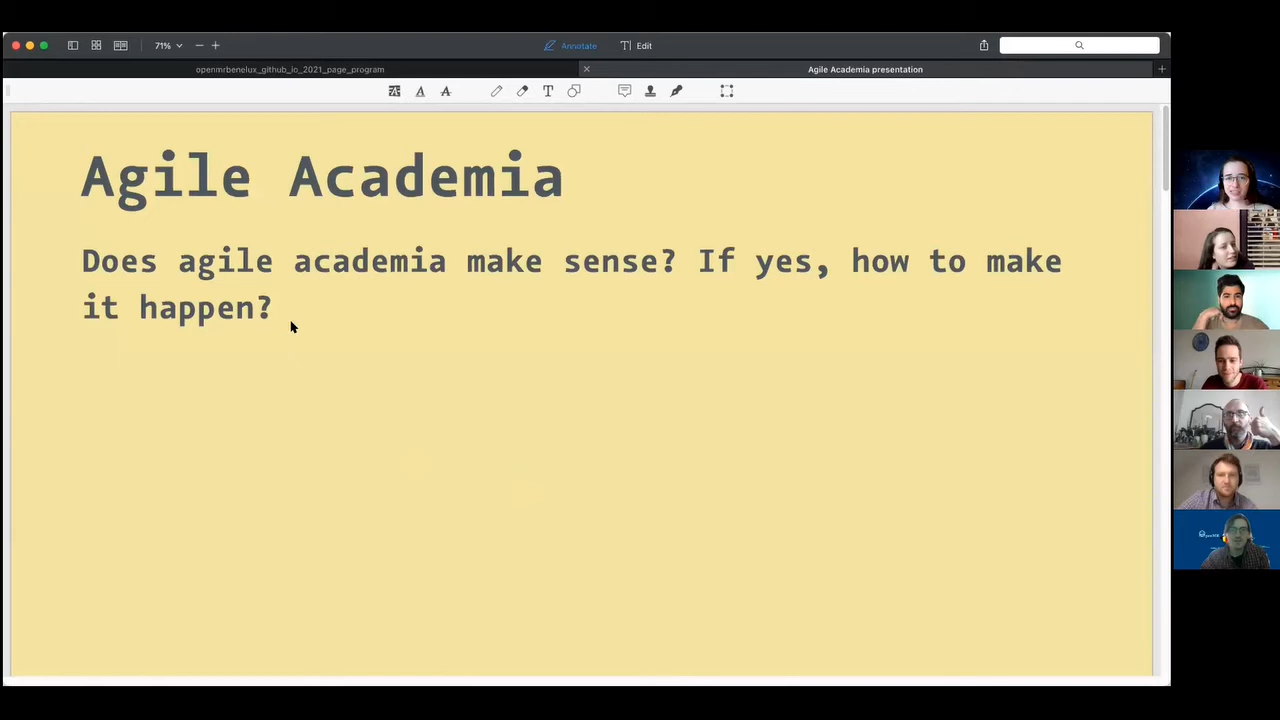 71%
Annotate
Edit
openmrbenelux_github_io_2021_page_program
Agile Academia presentation
Agile Academia
Does agile academia make sense? If yes, how to make
it happen?